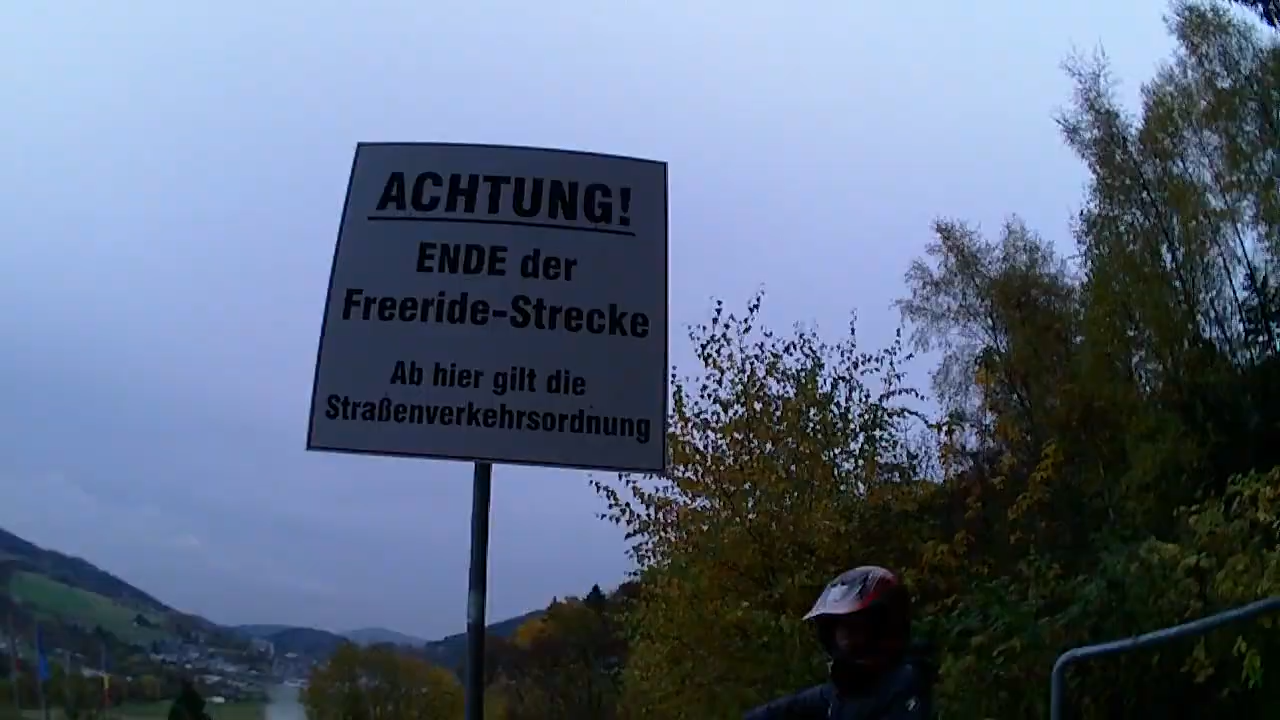 ACHTUNG!
ENDE der
Freeride-Strecke
Ab hier gilt die
Straßenverkehrsordnung